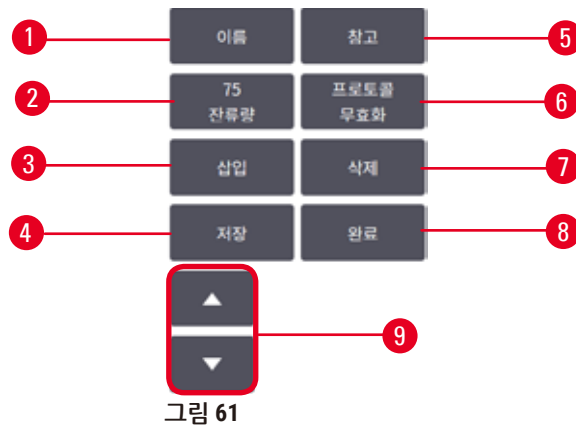 1 이름 참고 5
2 75 잔류량 프로토콜 무효화 6
3 삽입 삭제 7
4 저장 완료 8
9
그림 61